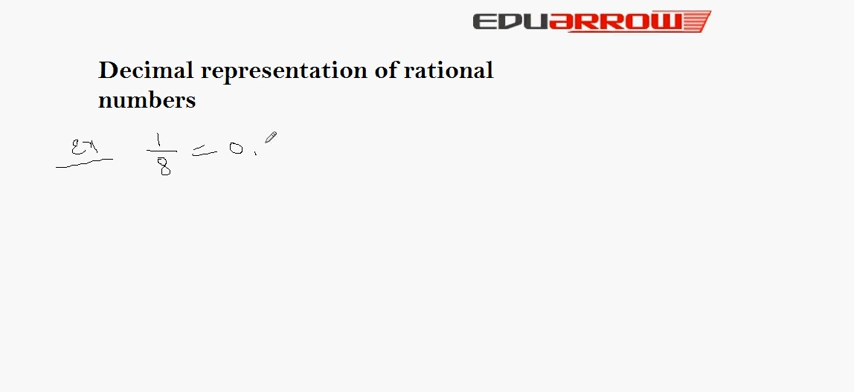 EDUARROW
Decimal representation of rational
numbers
Ex 1/8 = 0.